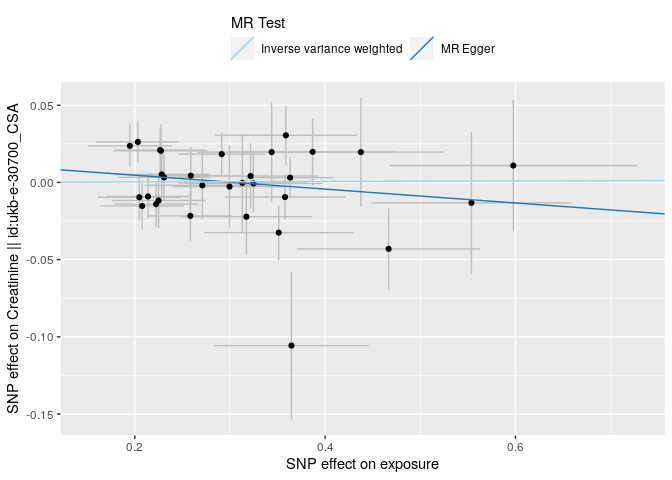 MR Test
Inverse variance weighted
MR Egger
0.05
0.00
-0.05
-0.10
-0.15
SNP effect on Creatinine || id:ukb-e-30700_CSA
0.2
0.4
0.6
SNP effect on exposure